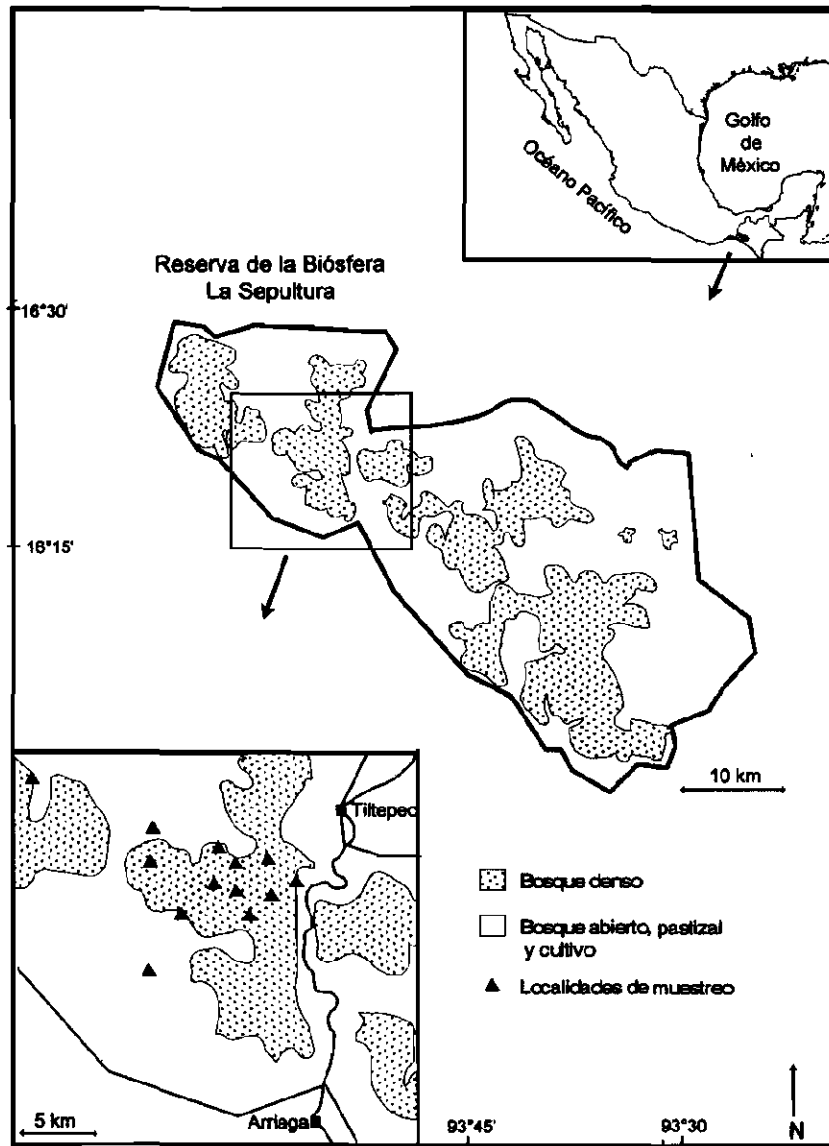 Golfo
de
México
Océano Pacífico
Reserva de la Biósfera
La Sepultura
16°30'
16°15'
10 km
Tiltepec
Bosque denso
Bosque abierto, pastizal
y cultivo
Localidades de muestreo
5 km
Arriaga
93°45'
93°30'
N